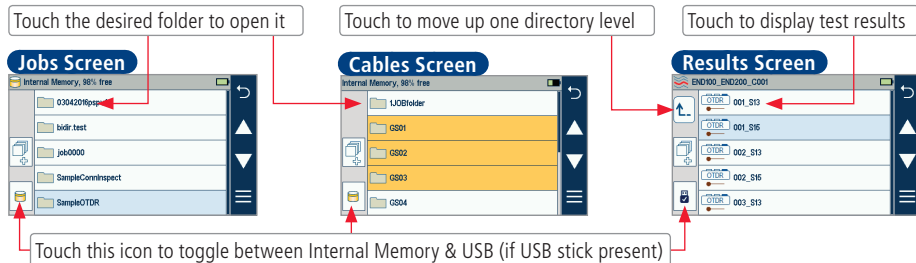 Touch the desired folder to open it
Touch to move up one directory level
Touch to display test results
Jobs Screen
Internal Memory, 98% free
bidir.test
job0000
SampleConnInspect
SampleOTDR
Cables Screen
Internal Memory, 98% free
1JOBfolder
GS01
GS02
GS03
GS04
Results Screen
END100_END200_C001
OTDR 001_S13
OTDR 001_S15
OTDR 002_S13
OTDR 002_S15
OTDR 003_S13
Touch this icon to toggle between Internal Memory & USB (if USB stick present)